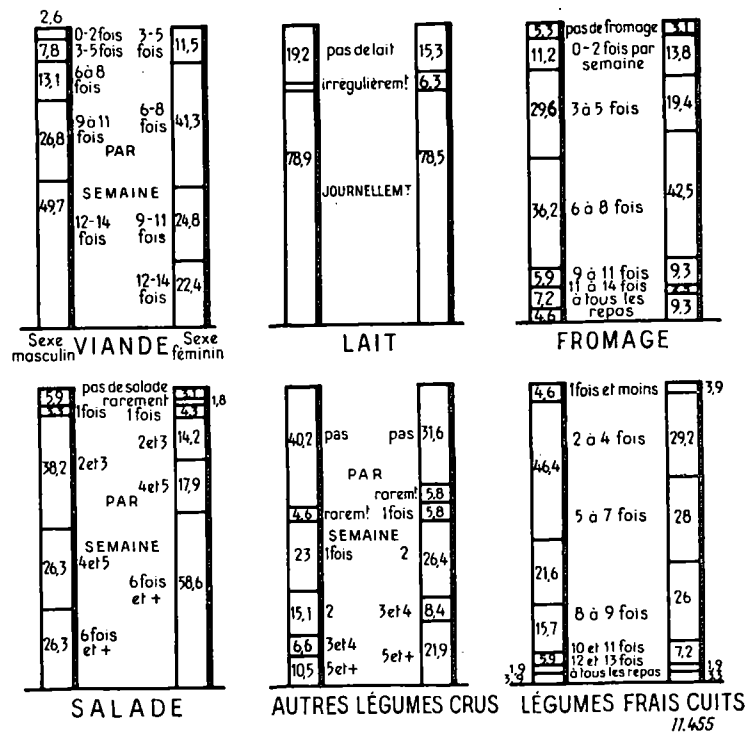 2,6
0-2 fois
7,8
3-5 fois
13,1
6 à 8
fois
26,8
9 à 11
fois
PAR
SEMAINE
49,7
12-14
fois
3-5
fois
11,5
6-8
fois
41,3
9-11
fois
24,8
12-14
fois
22,4
Sexe
masculin
VIANDE
Sexe
féminin
19,2
pas de lait
15,3
irrégulièremt
6,3
78,9
JOURNELLEMT
78,5
LAIT
5,3
pas de fromage
3,1
11,2
0-2 fois par
semaine
13,8
29,6
3 à 5 fois
19,4
36,2
6 à 8 fois
42,5
5,9
9 à 11 fois
9,3
7,2
11 à 14 fois
4,6
à tous les
repas
9,3
FROMAGE
5,9
pas de salade
3,1
rarement
1,8
3,3
1 fois
1 fois
4,3
38,2
2 et 3
2 et 3
14,2
PAR
4 et 5
17,9
SEMAINE
26,3
4 et 5
6 fois
et +
58,6
26,3
6 fois
et +
SALADE
40,2
pas
pas
31,6
PAR
raremt
5,8
4,6
raremt
1 fois
5,8
SEMAINE
23
1 fois
2
26,4
15,1
2
3 et 4
8,4
6,6
3 et 4
10,5
5 et +
5 et +
21,9
AUTRES LÉGUMES CRUS
4,6
1 fois et moins
3,9
46,4
2 à 4 fois
29,2
5 à 7 fois
28
21,6
8 à 9 fois
26
15,7
10 et 11 fois
7,2
5,9
12 et 13 fois
1,9
1,9
à tous les repas
3,3
3,9
LÉGUMES FRAIS CUITS
11.455